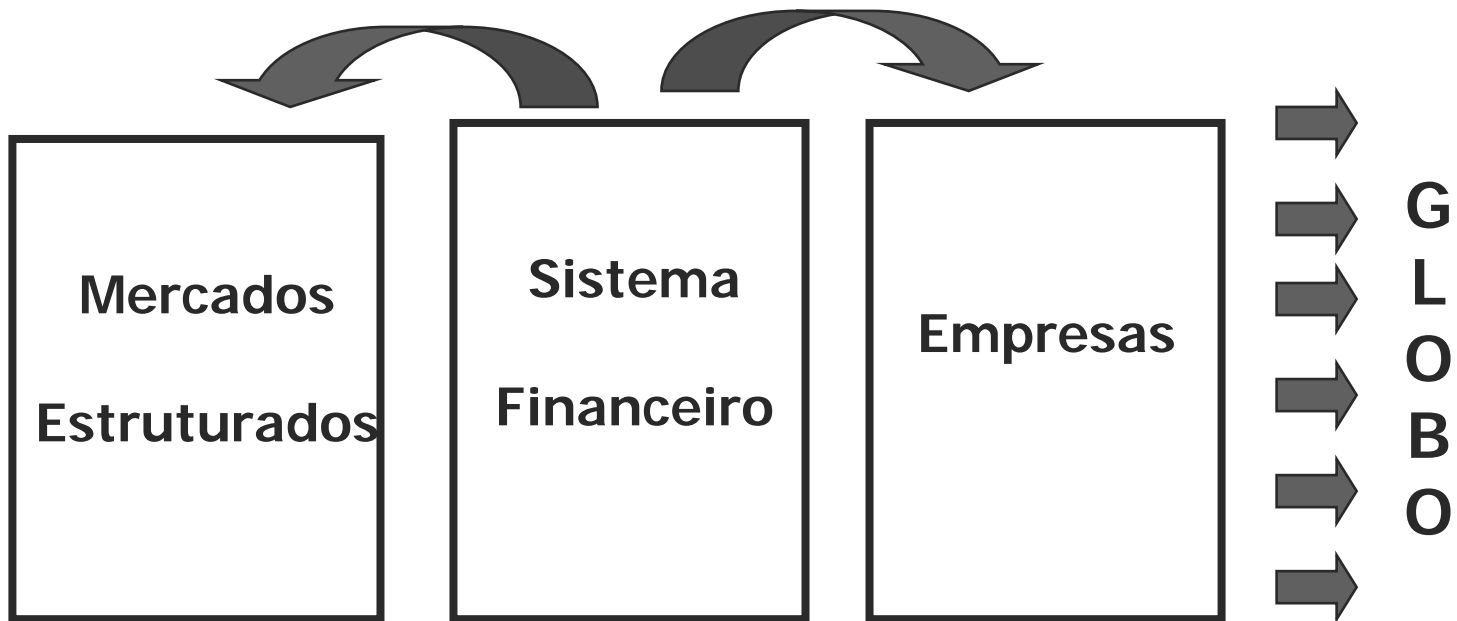 Mercados
Estruturados
Sistema
Financeiro
Empresas
G
L
O
B
O